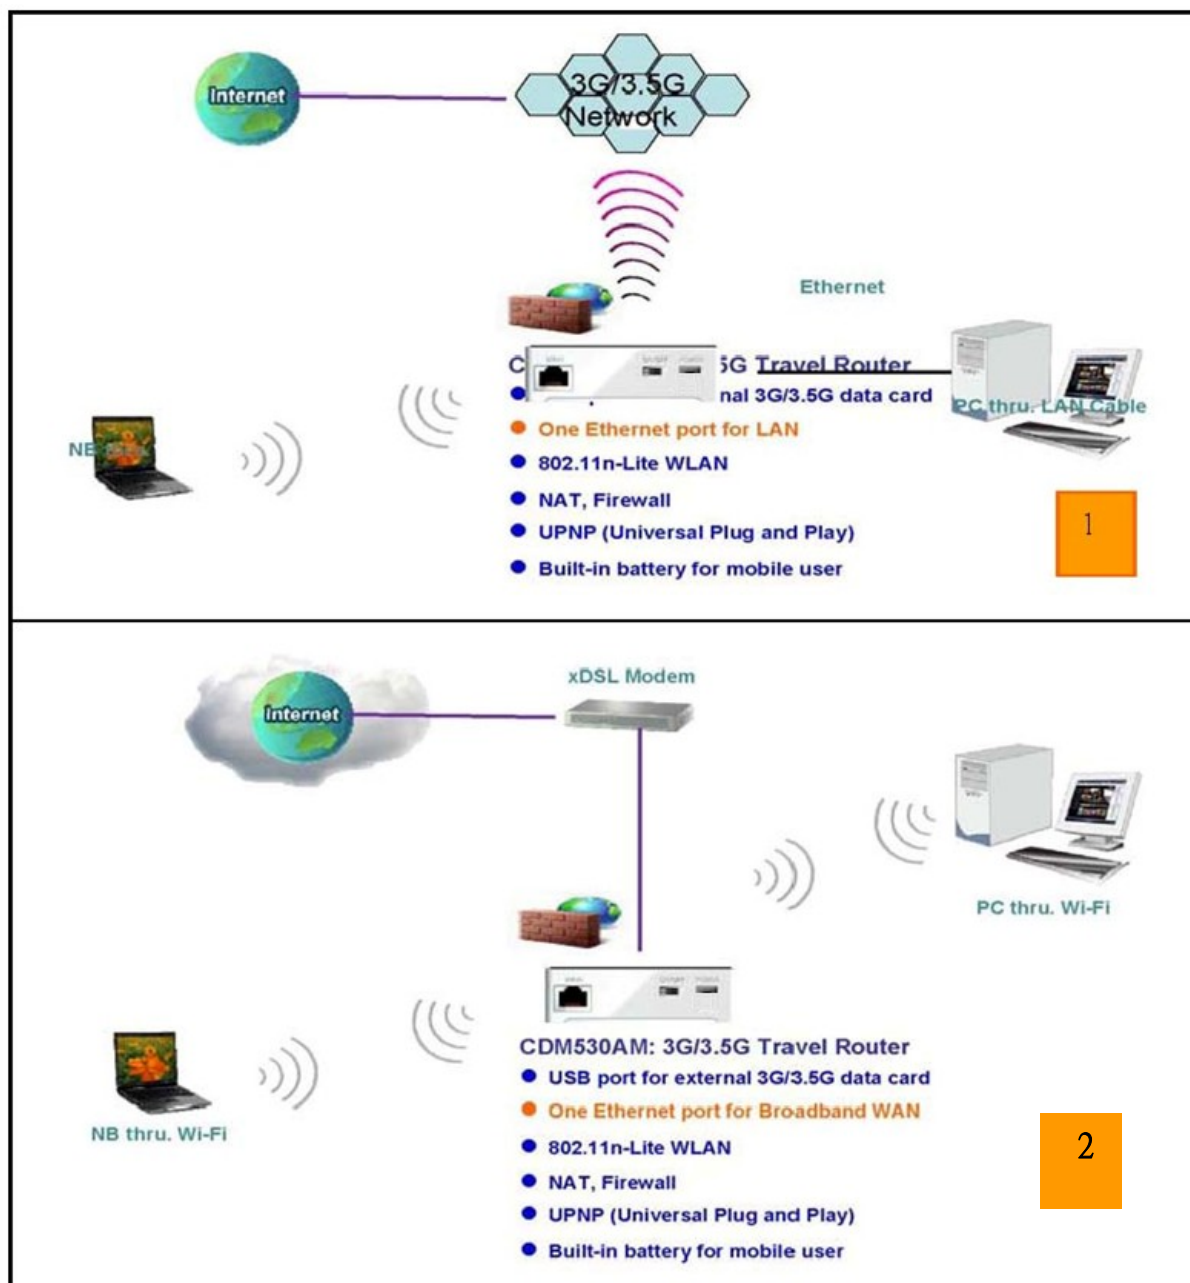 Internet
3G/3.5G
Network
Ethernet
5G Travel Router
nal 3G/3.5G data card
PC thru. LAN Cable
NB
One Ethernet port for LAN
802.11n-Lite WLAN
NAT, Firewall
1
UPNP (Universal Plug and Play)
Built-in battery for mobile user
xDSL Modem
Internet
PC thru. Wi-Fi
CDM530AM: 3G/3.5G Travel Router
USB port for external 3G/3.5G data card
One Ethernet port for Broadband WAN
NB thru. Wi-Fi
802.11n-Lite WLAN
2
NAT, Firewall
UPNP (Universal Plug and Play)
Built-in battery for mobile user